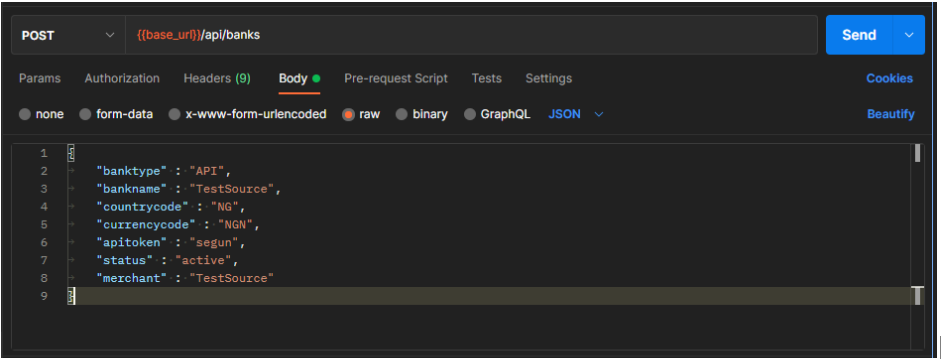 POST {{base_url}}/api/banks Send
Params Authorization Headers (9) Body Pre-request Script Tests Settings Cookies
none form-data x-www-form-urlencoded raw binary GraphQL JSON Beautify
1 {
2 "banktype" : "API",
3 "bankname" : "TestSource",
4 "countrycode" : "NG",
5 "currencycode" : "NGN",
6 "apitoken" : "segun",
7 "status" : "active",
8 "merchant" : "TestSource"
9 }